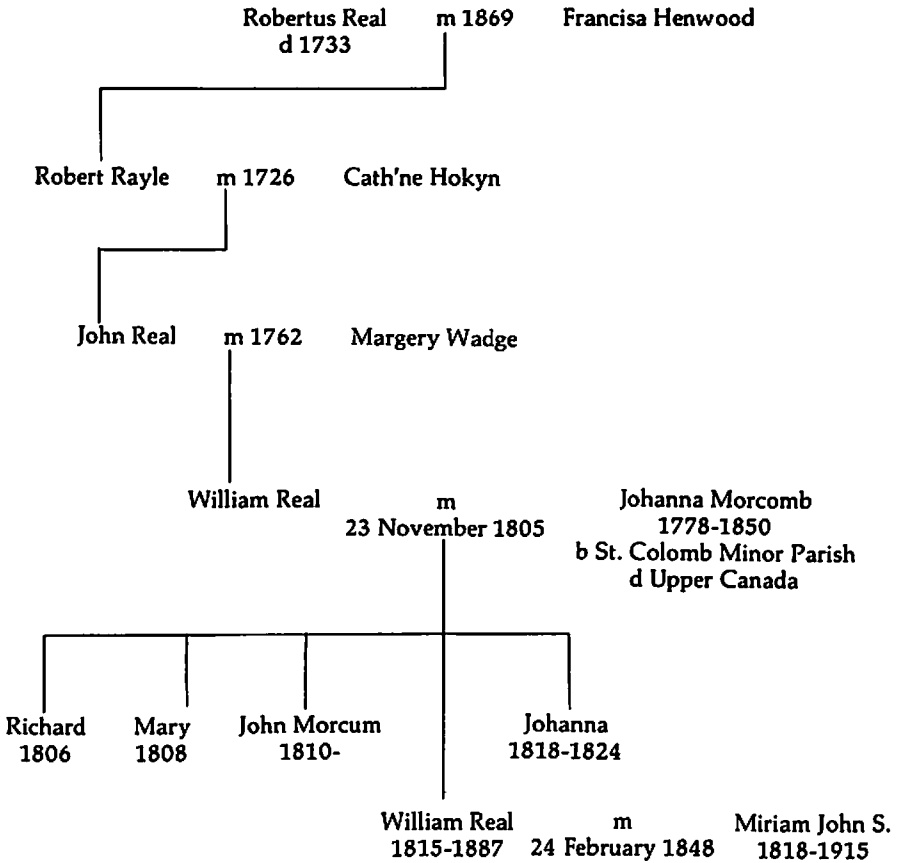 Robertus Real m 1869 Francisa Henwood
d 1733
Robert Rayle m 1726 Cath'ne Hokyn
John Real m 1762 Margery Wadge
William Real m Johanna Morcomb
23 November 1805 1778-1850
b St. Colomb Minor Parish
d Upper Canada
Richard Mary John Morcum Johanna
1806 1808 1810- 1818-1824
William Real m Miriam John S.
1815-1887 24 February 1848 1818-1915